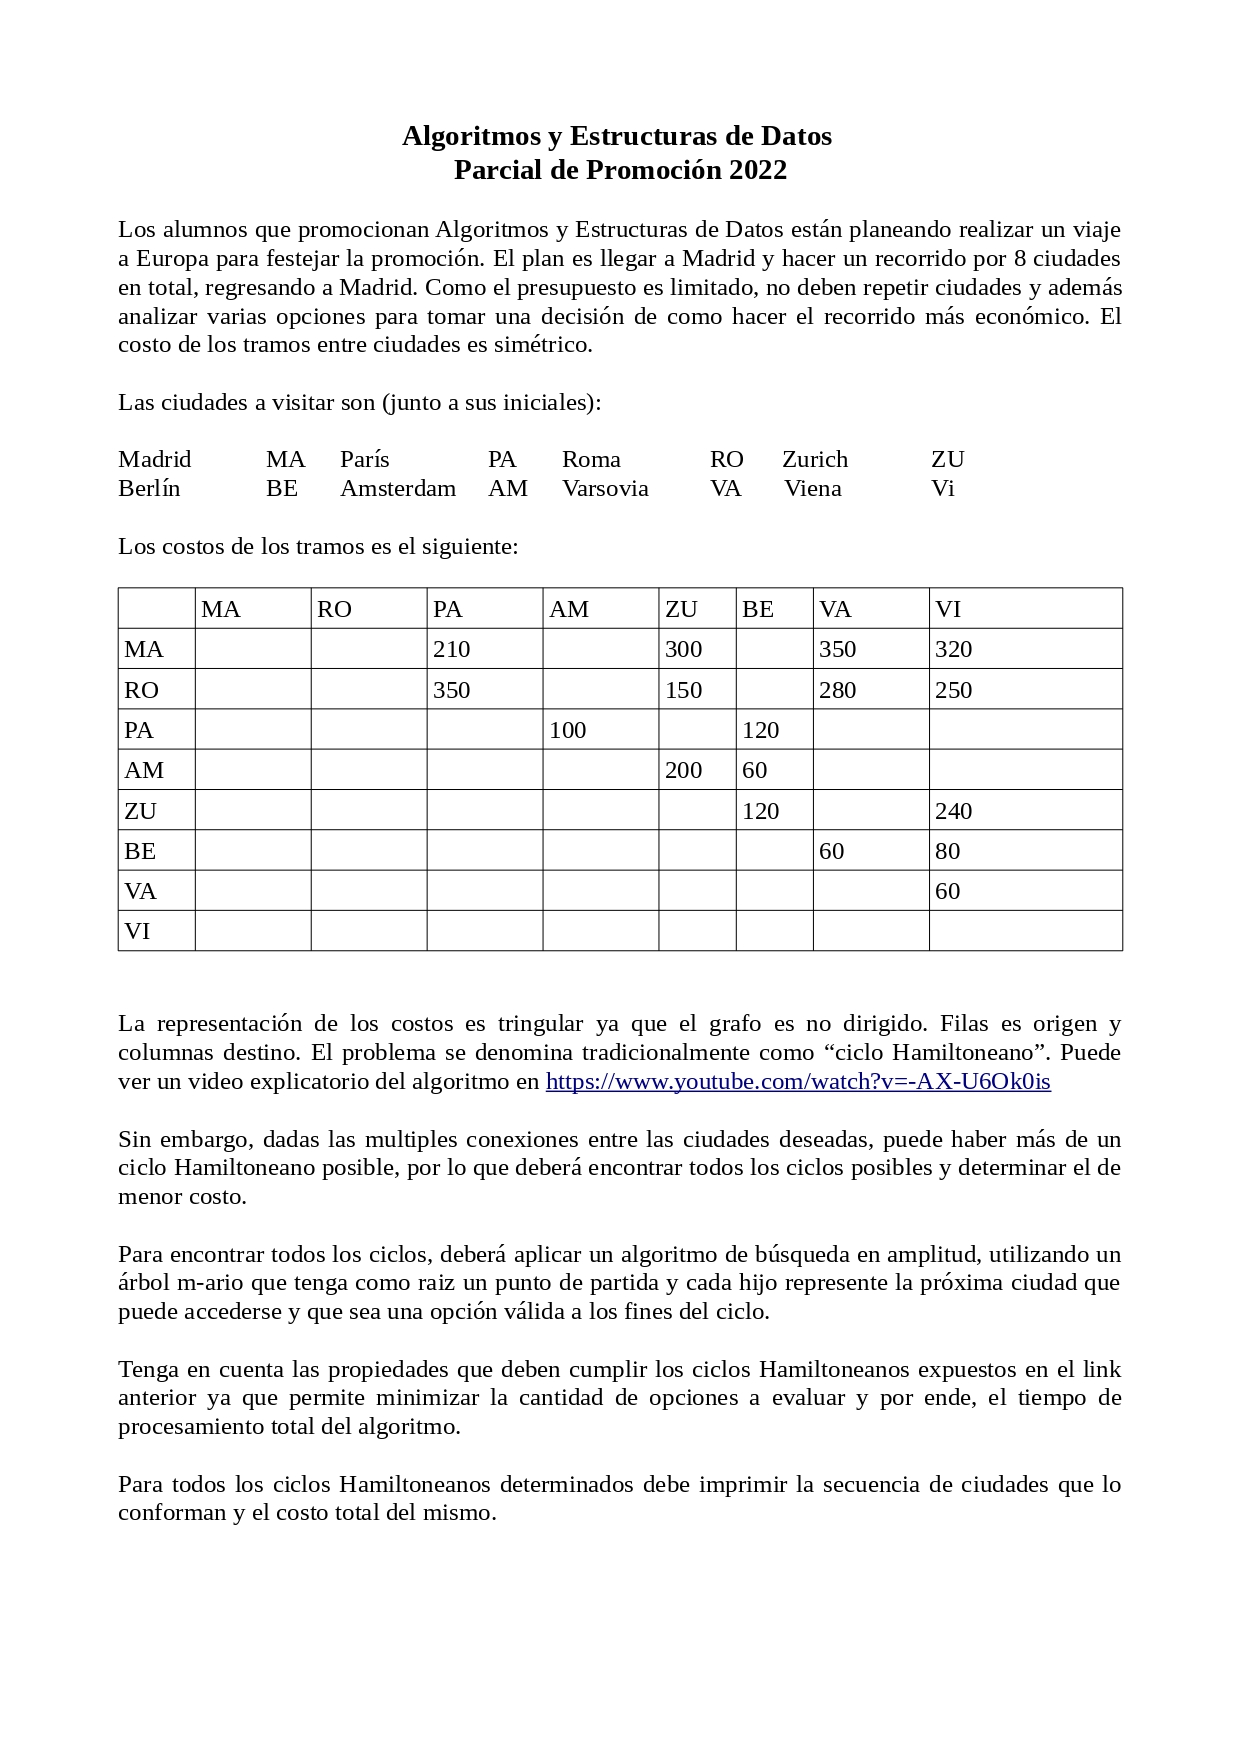 Algoritmos y Estructuras de Datos
Parcial de Promoción 2022
Los alumnos que promocionan Algoritmos y Estructuras de Datos están planeando realizar un viaje
a Europa para festejar la promoción. El plan es llegar a Madrid y hacer un recorrido por 8 ciudades
en total, regresando a Madrid. Como el presupuesto es limitado, no deben repetir ciudades y además
analizar varias opciones para tomar una decisión de como hacer el recorrido más económico. El
costo de los tramos entre ciudades es simétrico.
Las ciudades a visitar son (junto a sus iniciales):
Madrid MA París PA Roma RO Zurich ZU
Berlín BE Amsterdam AM Varsovia VA Viena Vi
Los costos de los tramos es el siguiente:
MA RO PA AM ZU BE VA VI
MA 210 300 350 320
RO 350 150 280 250
PA 100 120
AM 200 60
ZU 120 240
BE 60 80
VA 60
VI
La representación de los costos es tringular ya que el grafo es no dirigido. Filas es origen y
columnas destino. El problema se denomina tradicionalmente como “ciclo Hamiltoneano”. Puede
ver un video explicatorio del algoritmo en https://www.youtube.com/watch?v=-AX-U6Ok0is
Sin embargo, dadas las multiples conexiones entre las ciudades deseadas, puede haber más de un
ciclo Hamiltoneano posible, por lo que deberá encontrar todos los ciclos posibles y determinar el de
menor costo.
Para encontrar todos los ciclos, deberá aplicar un algoritmo de búsqueda en amplitud, utilizando un
árbol m-ario que tenga como raiz un punto de partida y cada hijo represente la próxima ciudad que
puede accederse y que sea una opción válida a los fines del ciclo.
Tenga en cuenta las propiedades que deben cumplir los ciclos Hamiltoneanos expuestos en el link
anterior ya que permite minimizar la cantidad de opciones a evaluar y por ende, el tiempo de
procesamiento total del algoritmo.
Para todos los ciclos Hamiltoneanos determinados debe imprimir la secuencia de ciudades que lo
conforman y el costo total del mismo.